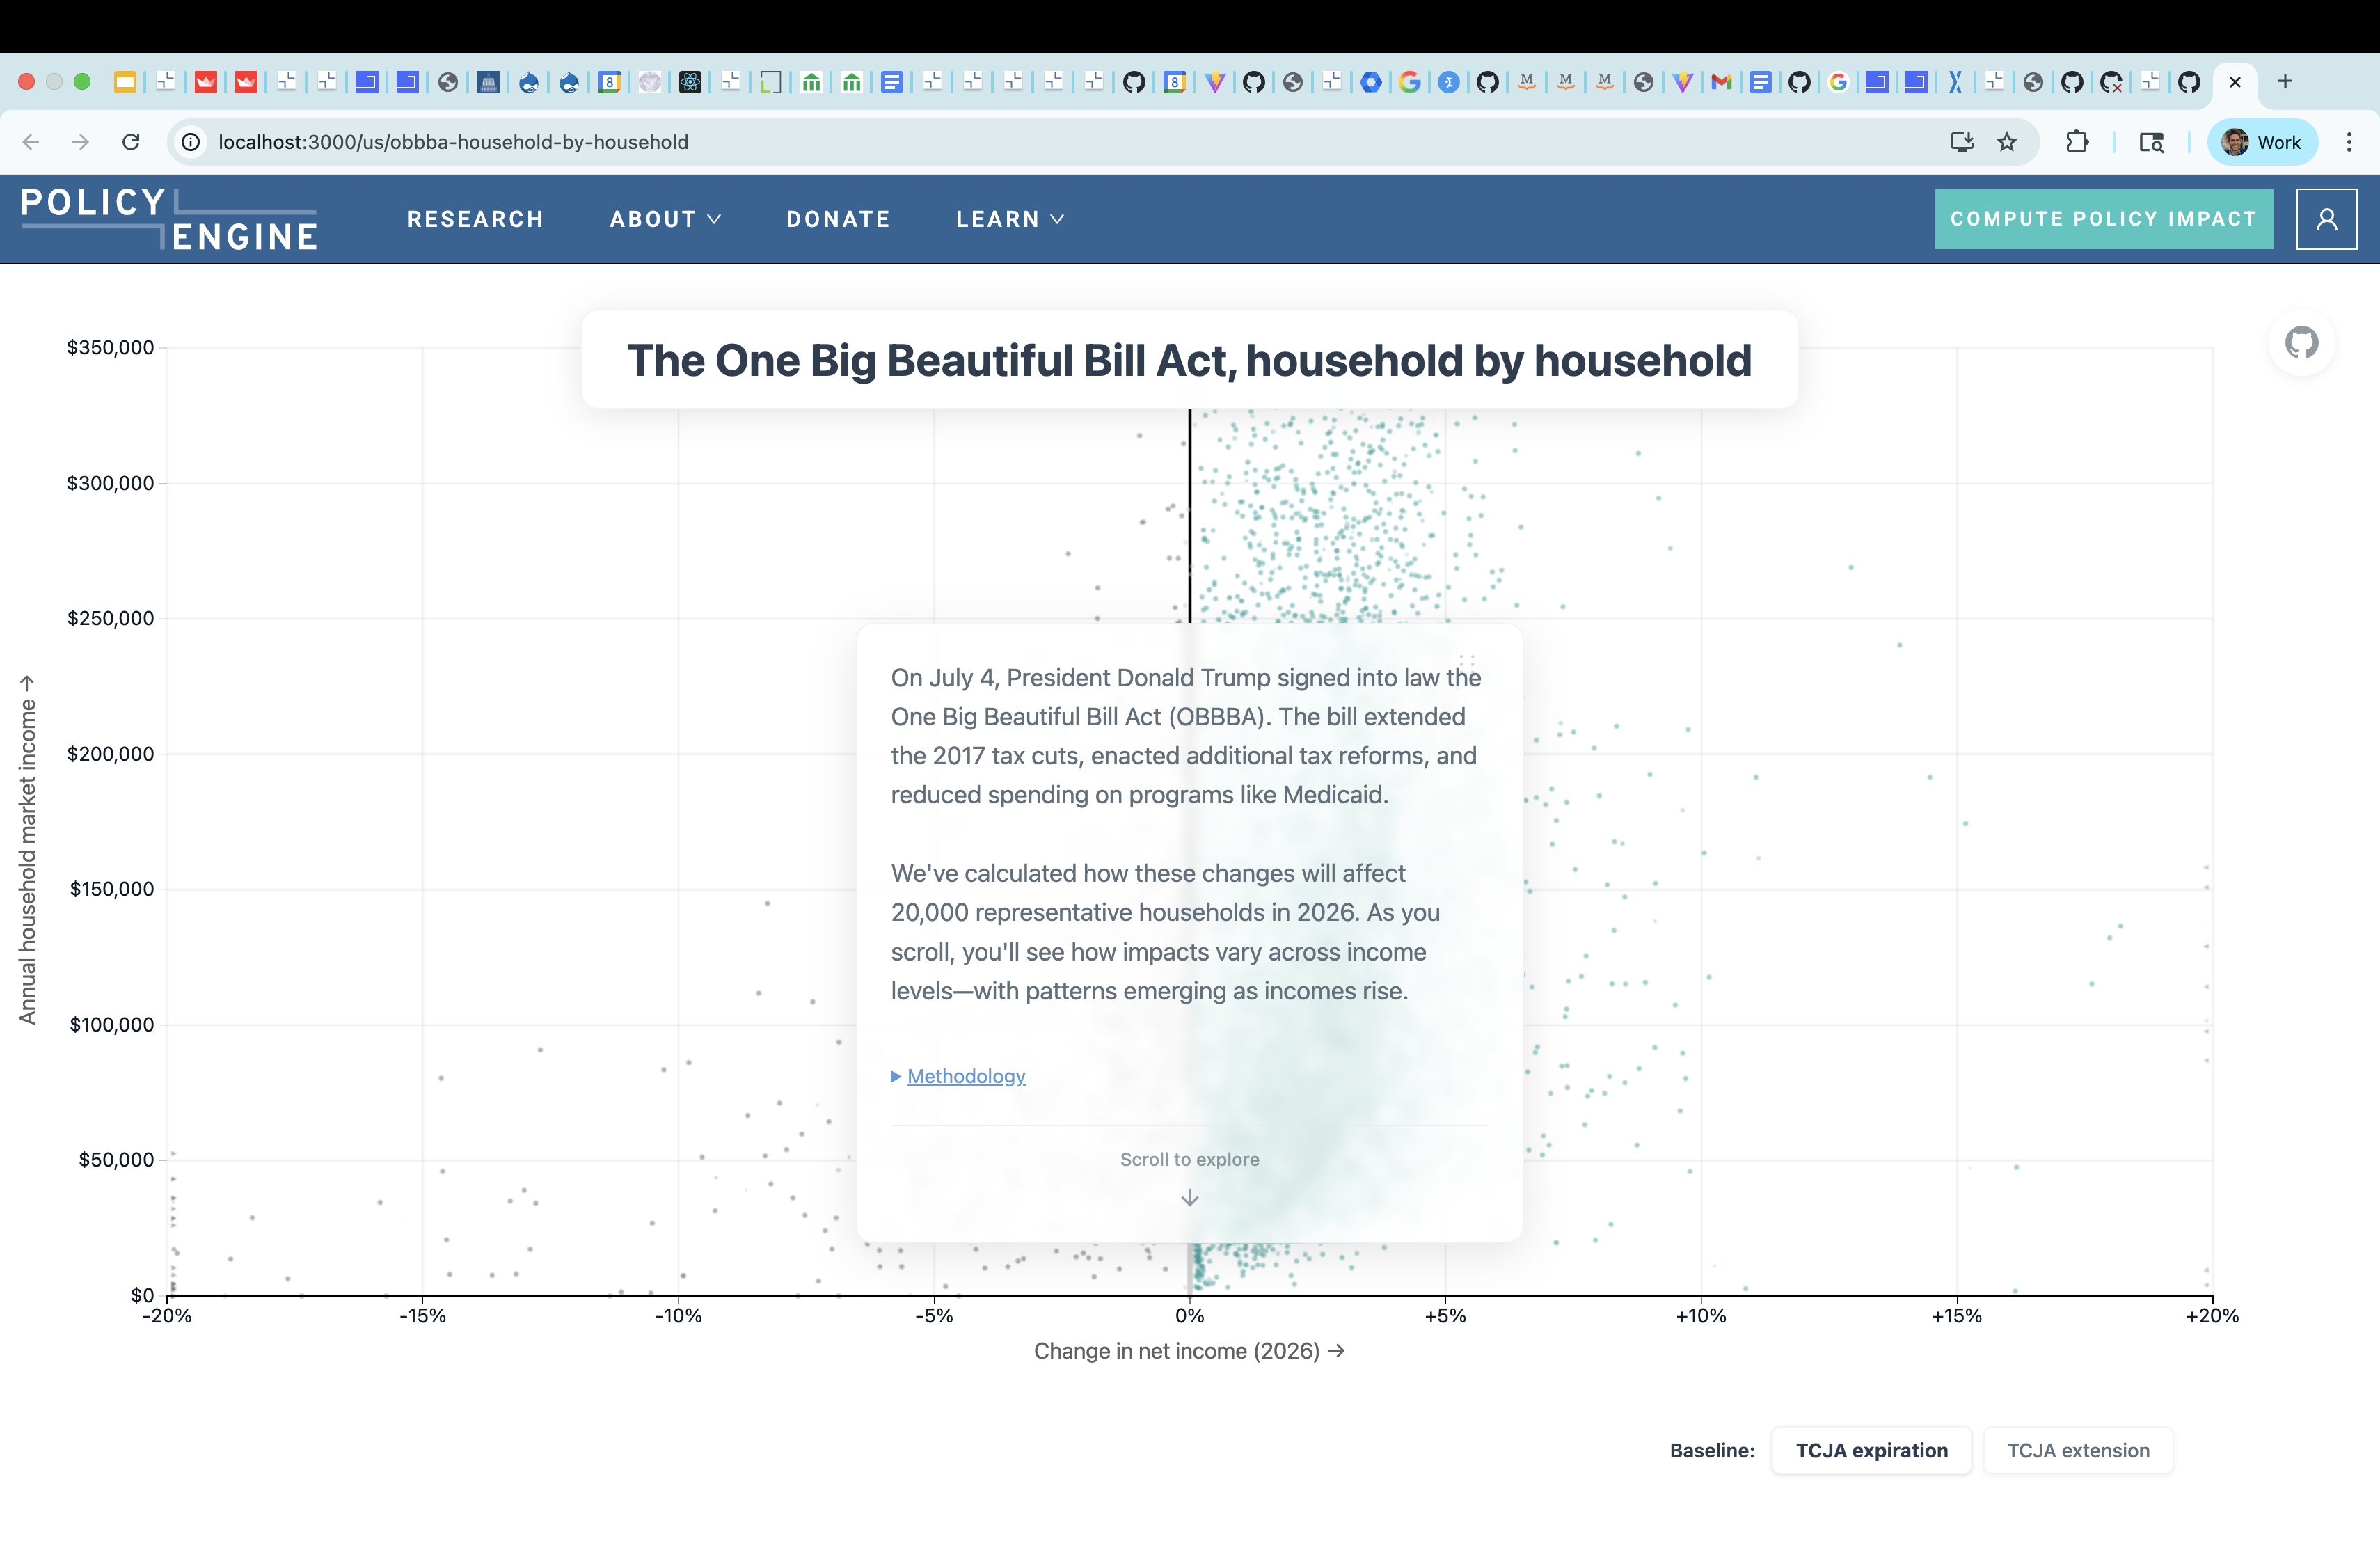 localhost:3000/us/obbba-household-by-household
Work
POLICY
ENGINE
RESEARCH
ABOUT
DONATE
LEARN
COMPUTE POLICY IMPACT
The One Big Beautiful Bill Act, household by household
$350,000
$300,000
$250,000
$200,000
$150,000
$100,000
$50,000
$0
Annual household market income →
On July 4, President Donald Trump signed into law the
One Big Beautiful Bill Act (OBBBA). The bill extended
the 2017 tax cuts, enacted additional tax reforms, and
reduced spending on programs like Medicaid.
We've calculated how these changes will affect
20,000 representative households in 2026. As you
scroll, you'll see how impacts vary across income
levels—with patterns emerging as incomes rise.
Methodology
Scroll to explore
-20%
-15%
-10%
-5%
0%
+5%
+10%
+15%
+20%
Change in net income (2026) →
Baseline:
TCJA expiration
TCJA extension